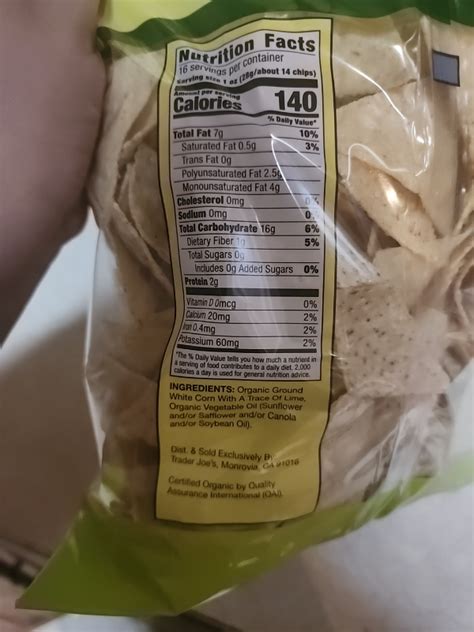 Nutrition Facts
16 servings per container
Serving size 1 oz (28g/about 14 chips)
Amount per serving
Calories 140
% Daily Value*
Total Fat 7g 10%
Saturated Fat 0.5g 3%
Trans Fat 0g
Polyunsaturated Fat 2.5g
Monounsaturated Fat 4g
Cholesterol 0mg 0%
Sodium 0mg 0%
Total Carbohydrate 16g 6%
Dietary Fiber 1g 5%
Total Sugars 0g
Includes 0g Added Sugars 0%
Protein 2g
Vitamin D 0mcg 0%
Calcium 20mg 2%
Iron 0.4mg 2%
Potassium 60mg 2%
*The % Daily Value tells you how much a nutrient in
a serving of food contributes to a daily diet. 2,000
calories a day is used for general nutrition advice.
INGREDIENTS: Organic Ground
White Corn With A Trace Of Lime,
Organic Vegetable Oil (Sunflower
and/or Safflower and/or Canola
and/or Soybean Oil).
Dist. & Sold Exclusively By:
Trader Joe's, Monrovia, CA 91016
Certified Organic by Quality
Assurance International (QAI).